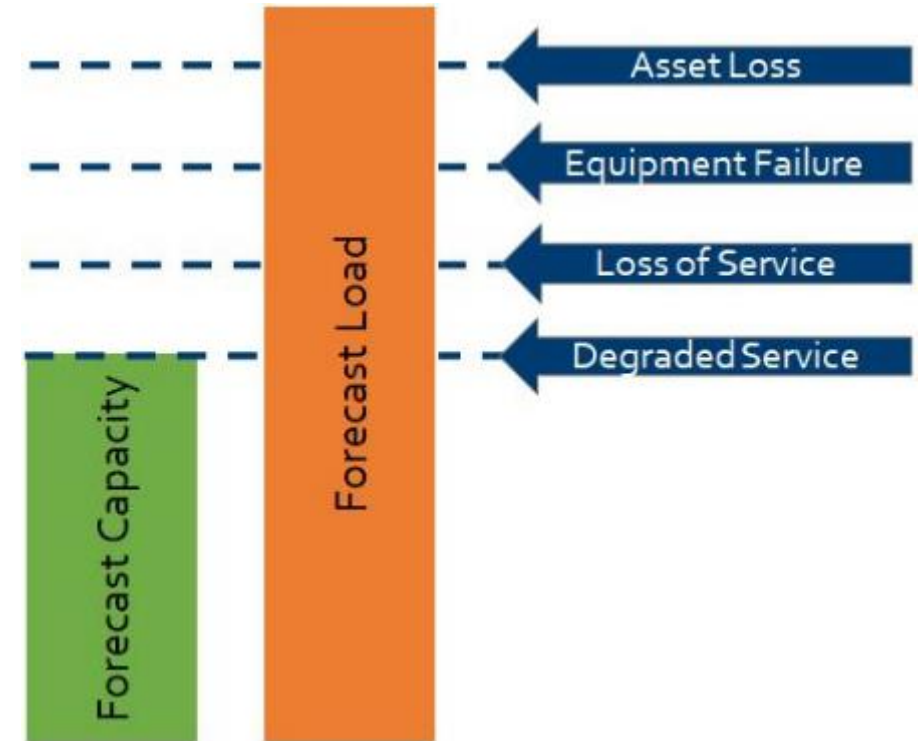 Asset Loss
Equipment Failure
Loss of Service
Degraded Service
Forecast Load
Forecast Capacity